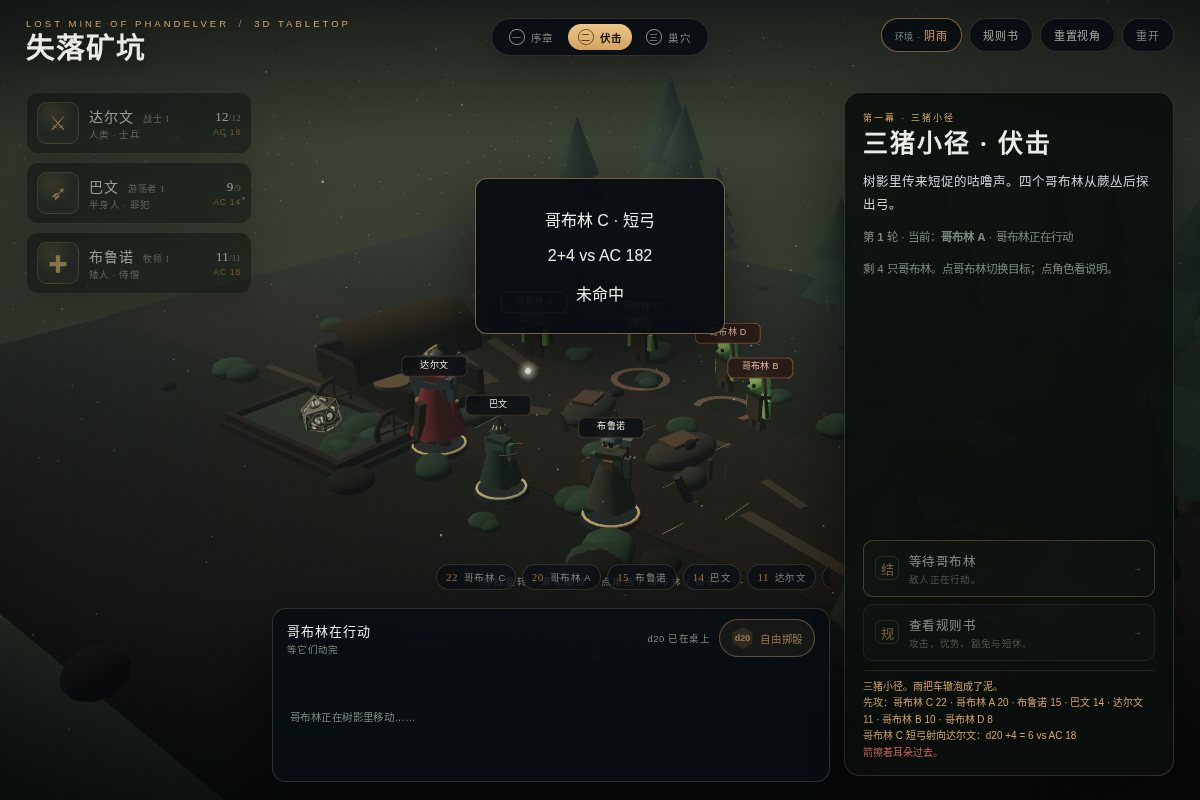 LOST MINE OF PHANDELVER / 3D TABLETOP
失落矿坑
一 序章
二 伏击
三 巢穴
环境 · 阴雨
规则书
重置视角
重开
达尔文 战士 1
人类 · 士兵
12/12
AC 18
巴文 游荡者 1
半身人 · 罪犯
9/9
AC 14
布鲁诺 牧师 1
矮人 · 侍僧
11/11
AC 18
哥布林 C · 短弓
2+4 vs AC 182
未命中
哥布林 A
哥布林 C
哥布林 D
哥布林 B
达尔文
巴文
布鲁诺
22 哥布林 C
20 哥布林 A
15 布鲁诺
14 巴文
11 达尔文
哥布林在行动
等它们动完
d20 已在桌上
d20 自由掷骰
哥布林正在树影里移动……
第一幕 · 三猪小径
三猪小径 · 伏击
树影里传来短促的咕噜声。四个哥布林从蕨丛后探
出弓。
第 1 轮 · 当前：哥布林 A · 哥布林正在行动
剩 4 只哥布林。点哥布林切换目标；点角色看说明。
结 等待哥布林 →
敌人正在行动。
规 查看规则书 →
攻击、优势、豁免与短休。
三猪小径。雨把车辙泡成了泥。
先攻：哥布林 C 22 · 哥布林 A 20 · 布鲁诺 15 · 巴文 14 · 达尔文
11 · 哥布林 B 10 · 哥布林 D 8
哥布林 C 短弓射向达尔文：d20 +4 = 6 vs AC 18
箭擦着耳朵过去。